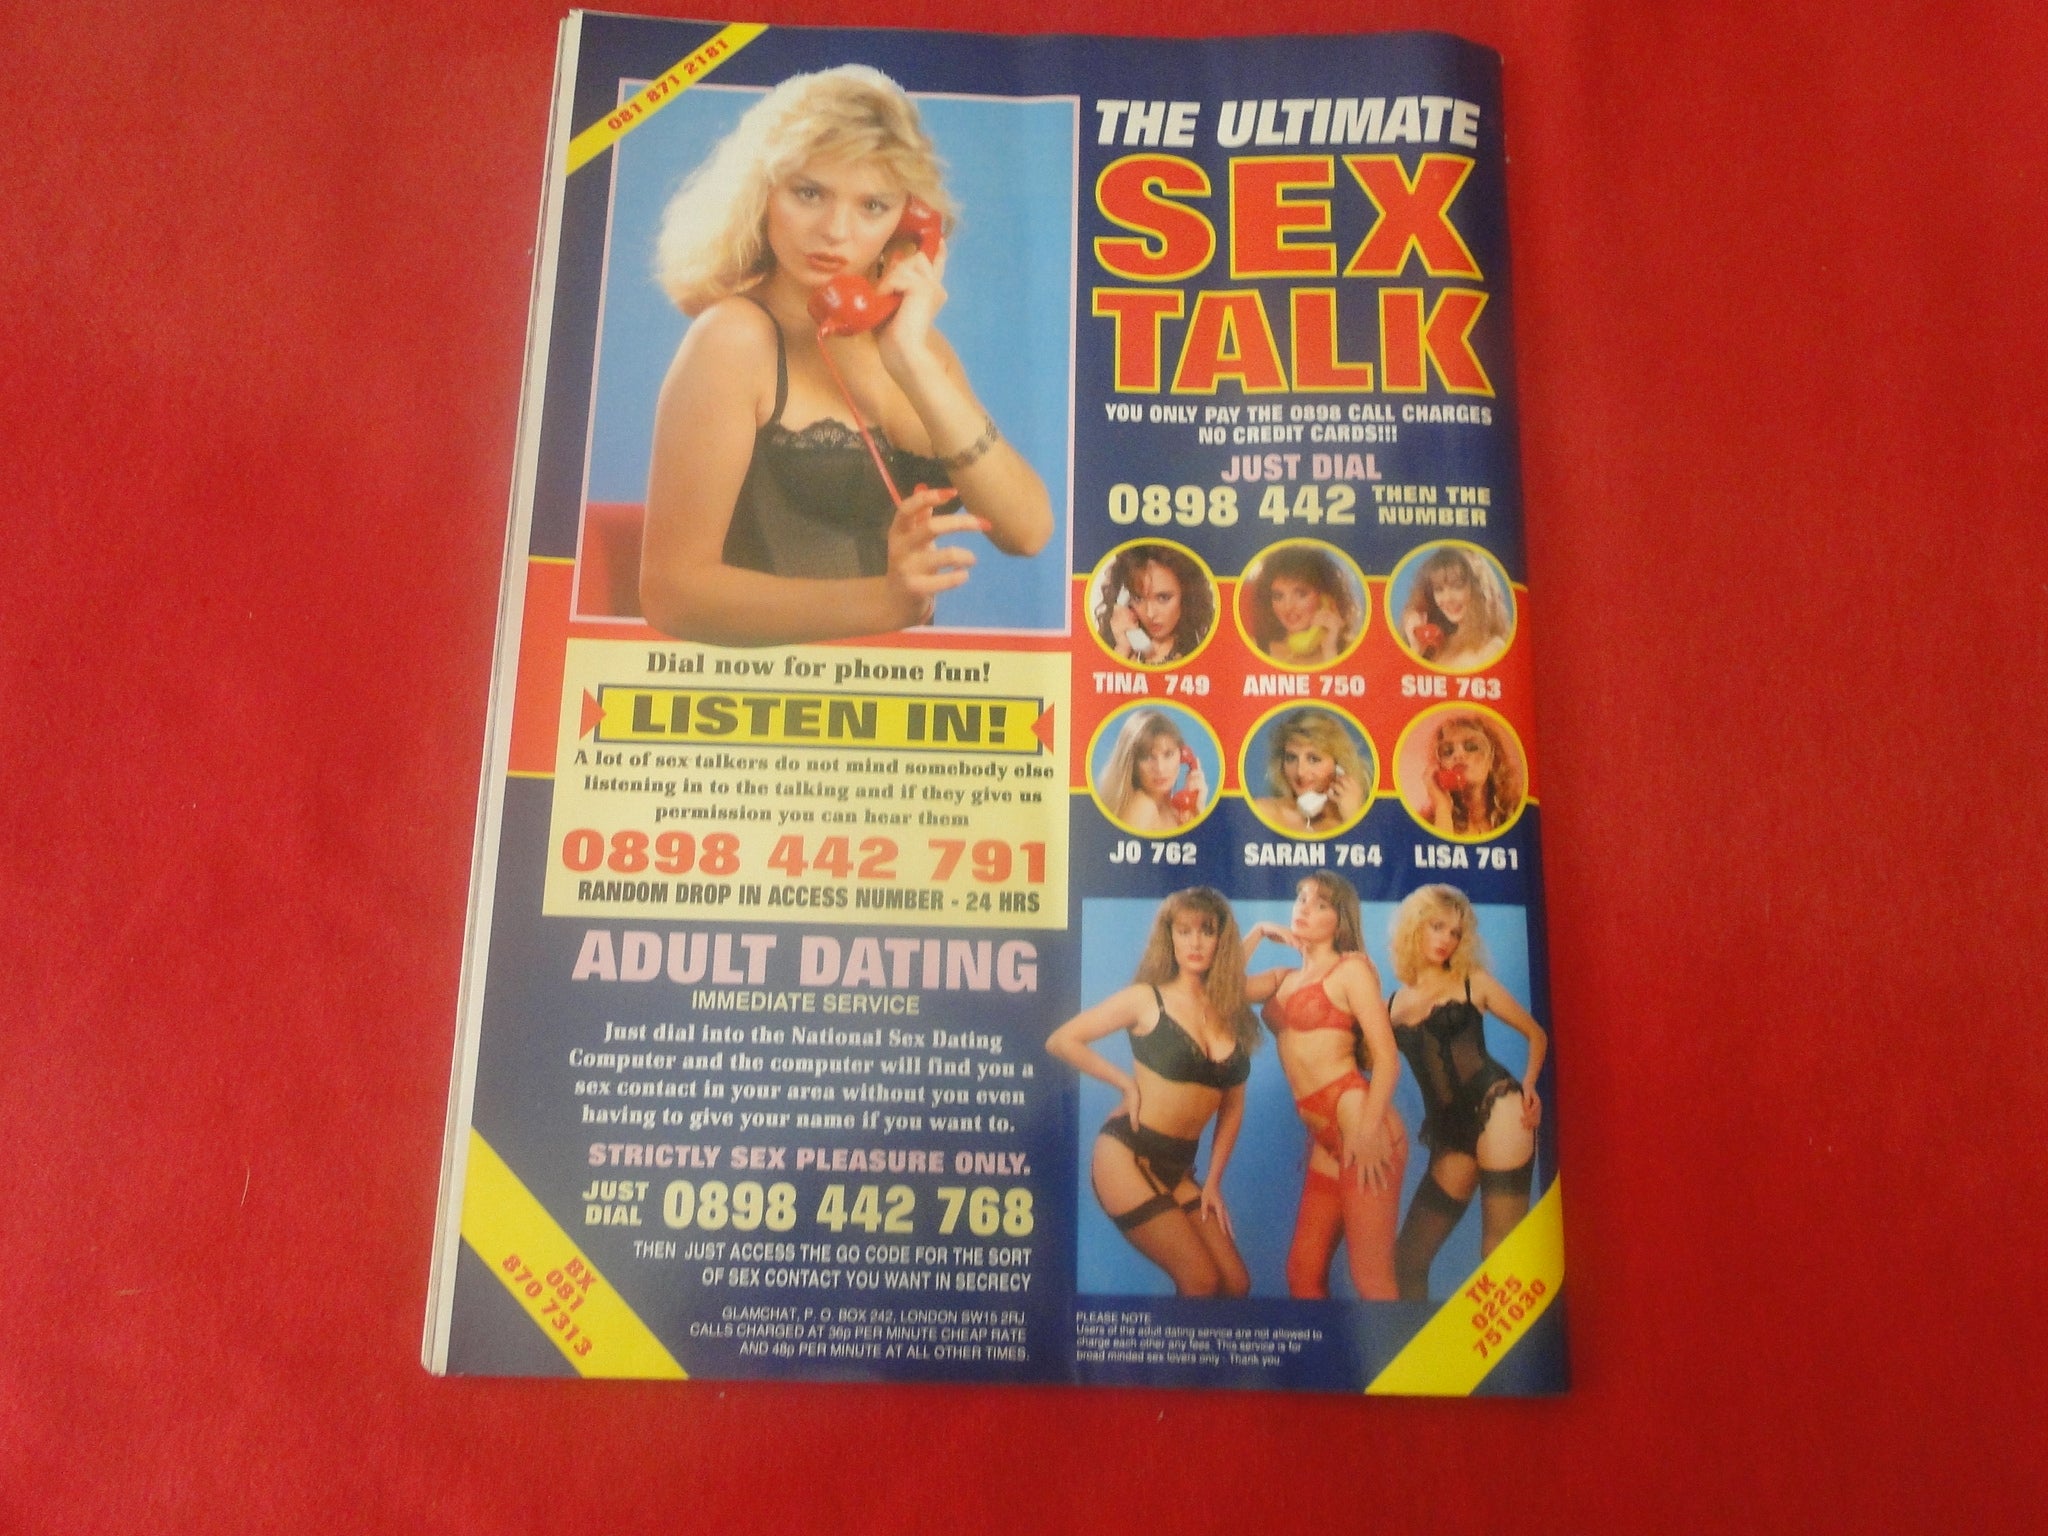 081 871 2181
THE ULTIMATE
SEX
TALK
YOU ONLY PAY THE 0898 CALL CHARGES
NO CREDIT CARDS!!!
JUST DIAL
0898 442 THEN THE
NUMBER
TINA 749 ANNE 750 SUE 763
JO 762 SARAH 764 LISA 761
Dial now for phone fun!
LISTEN IN!
A lot of sex talkers do not mind somebody else
listening in to the talking and if they give us
permission you can hear them
0898 442 791
RANDOM DROP IN ACCESS NUMBER - 24 HRS
ADULT DATING
IMMEDIATE SERVICE
Just dial into the National Sex Dating
Computer and the computer will find you a
sex contact in your area without you even
having to give your name if you want to.
STRICTLY SEX PLEASURE ONLY.
JUST
DIAL 0898 442 768
THEN JUST ACCESS THE GO CODE FOR THE SORT
OF SEX CONTACT YOU WANT IN SECRECY
GLAMCHAT, P. O. BOX 242, LONDON SW15 2RJ.
CALLS CHARGED AT 36p PER MINUTE CHEAP RATE
AND 48p PER MINUTE AT ALL OTHER TIMES.
BX
081
870 7313
PLEASE NOTE
Users of the adult dating service are not allowed to
charge each other any fees. This service is for
broad minded sex lovers only - Thank you.
TK
0225
751030